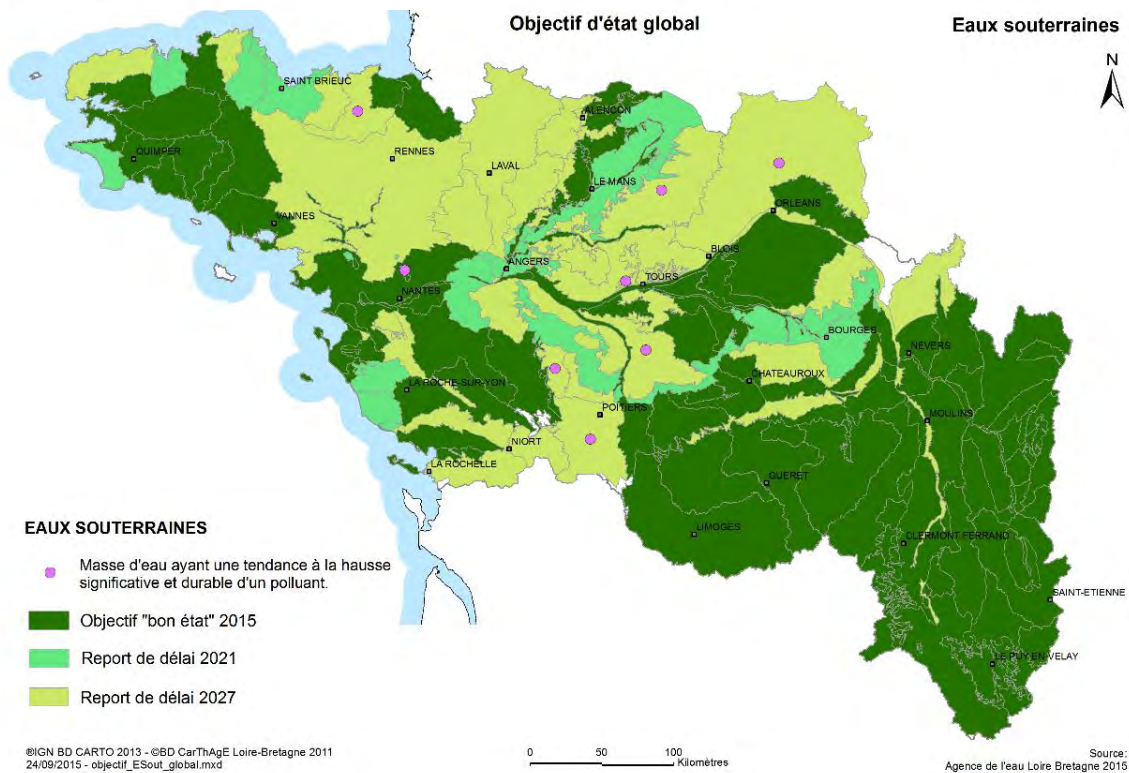 Objectif d'état global
Eaux souterraines
N
SAINT BRIEUC
ALENCON
QUIMPER
RENNES
LAVAL
LE MANS
ORLEANS
VANNES
BLOIS
ANGERS
TOURS
NANTES
BOURGES
NEVERS
CHATEAUROUX
LA ROCHE-SUR-YON
POITIERS
MOULINS
NIORT
LA ROCHELLE
GUERET
LIMOGES
CLERMONT FERRAND
SAINT-ETIENNE
LE PUY EN VELAY
EAUX SOUTERRAINES
Masse d'eau ayant une tendance à la hausse
significative et durable d'un polluant.
Objectif "bon état" 2015
Report de délai 2021
Report de délai 2027
®IGN BD CARTO 2013 - ©BD CarThAgE Loire-Bretagne 2011
24/09/2015 - objectif_ESout_global.mxd
0 50 100
Kilomètres
Source:
Agence de l'eau Loire Bretagne 2015